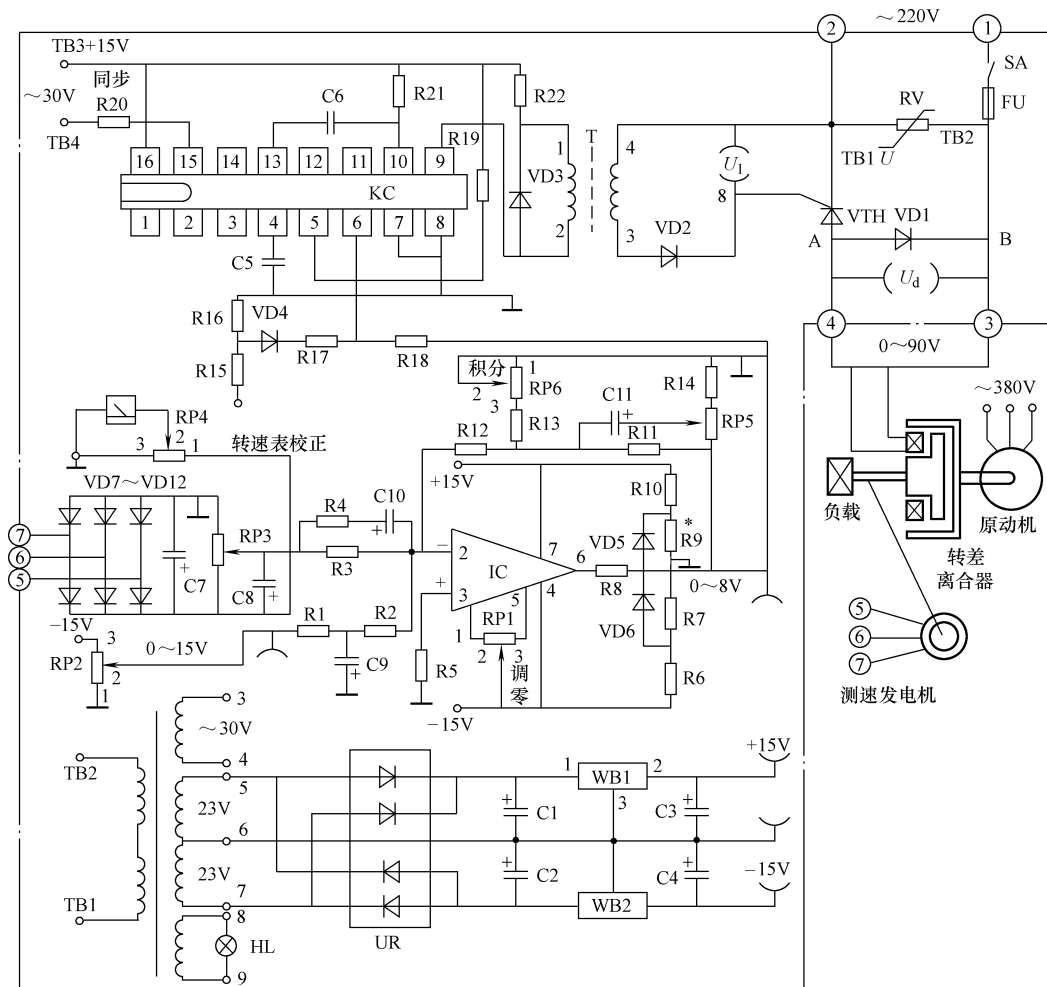 ② ～220V ①
TB3+15V
同步
～30V
R20
TB4
C6
R21
R22
R19
SA
FU
RV
TB1 U
TB2
16 15 14 13 12 11 10 9
KC
1 2 3 4 5 6 7 8
VD3
1
2
T
4
3
VD2
U1
8
VTH
VD1
A
B
Ud
④ ③
0～90V
C5
R16
VD4
R15
R17
R18
积分
1
2
3
RP6
R13
R14
C11 +
RP5
R12
R11
RP4
3 2 1
转速表校正
VD7～VD12
⑦
⑥
⑤
C7
+
RP3
C8
+
R4
C10
+
R3
+15V
−
2
+
3
IC
7
6
4
5
1
RP1
2
3
调零
R8
R10
*
R9
VD5
VD6
R7
R6
0～8V
−15V
3
RP2
2
1
0～15V
R1
R2
C9
+
R5
−15V
～380V
负载
原动机
转差
离合器
⑤
⑥
⑦
测速发电机
TB2
TB1
3
～30V
4
5
23V
6
23V
7
8
HL
9
UR
+
C1
+
C2
1
WB1
2
3
WB2
+
C3
+
C4
+15V
−15V